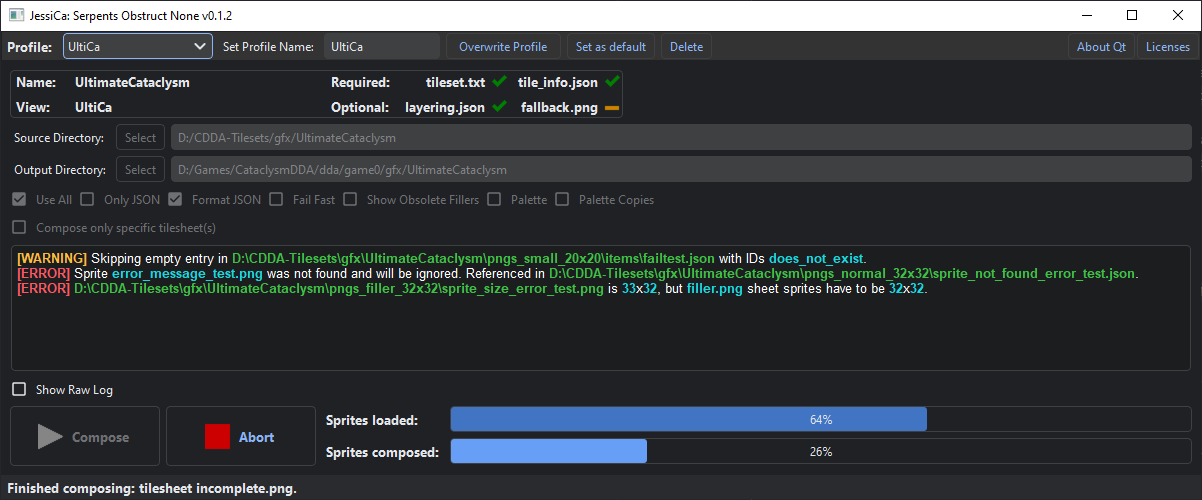 JessiCa: Serpents Obstruct None v0.1.2
Profile: UltiCa Set Profile Name: UltiCa Overwrite Profile Set as default Delete About Qt Licenses
Name: UltimateCataclysm Required: tileset.txt tile_info.json
View: UltiCa Optional: layering.json fallback.png
Source Directory: Select D:/CDDA-Tilesets/gfx/UltimateCataclysm
Output Directory: Select D:/Games/CataclysmDDA/dda/game0/gfx/UltimateCataclysm
Use All Only JSON Format JSON Fail Fast Show Obsolete Fillers Palette Palette Copies
Compose only specific tilesheet(s)
[WARNING] Skipping empty entry in D:\CDDA-Tilesets\gfx\UltimateCataclysm\pngs_small_20x20\items\failtest.json with IDs does_not_exist.
[ERROR] Sprite error_message_test.png was not found and will be ignored. Referenced in D:\CDDA-Tilesets\gfx\UltimateCataclysm\pngs_normal_32x32\sprite_not_found_error_test.json.
[ERROR] D:\CDDA-Tilesets\gfx\UltimateCataclysm\pngs_filler_32x32\sprite_size_error_test.png is 33x32, but filler.png sheet sprites have to be 32x32.
Show Raw Log
Compose Abort
Sprites loaded: 64%
Sprites composed: 26%
Finished composing: tilesheet incomplete.png.